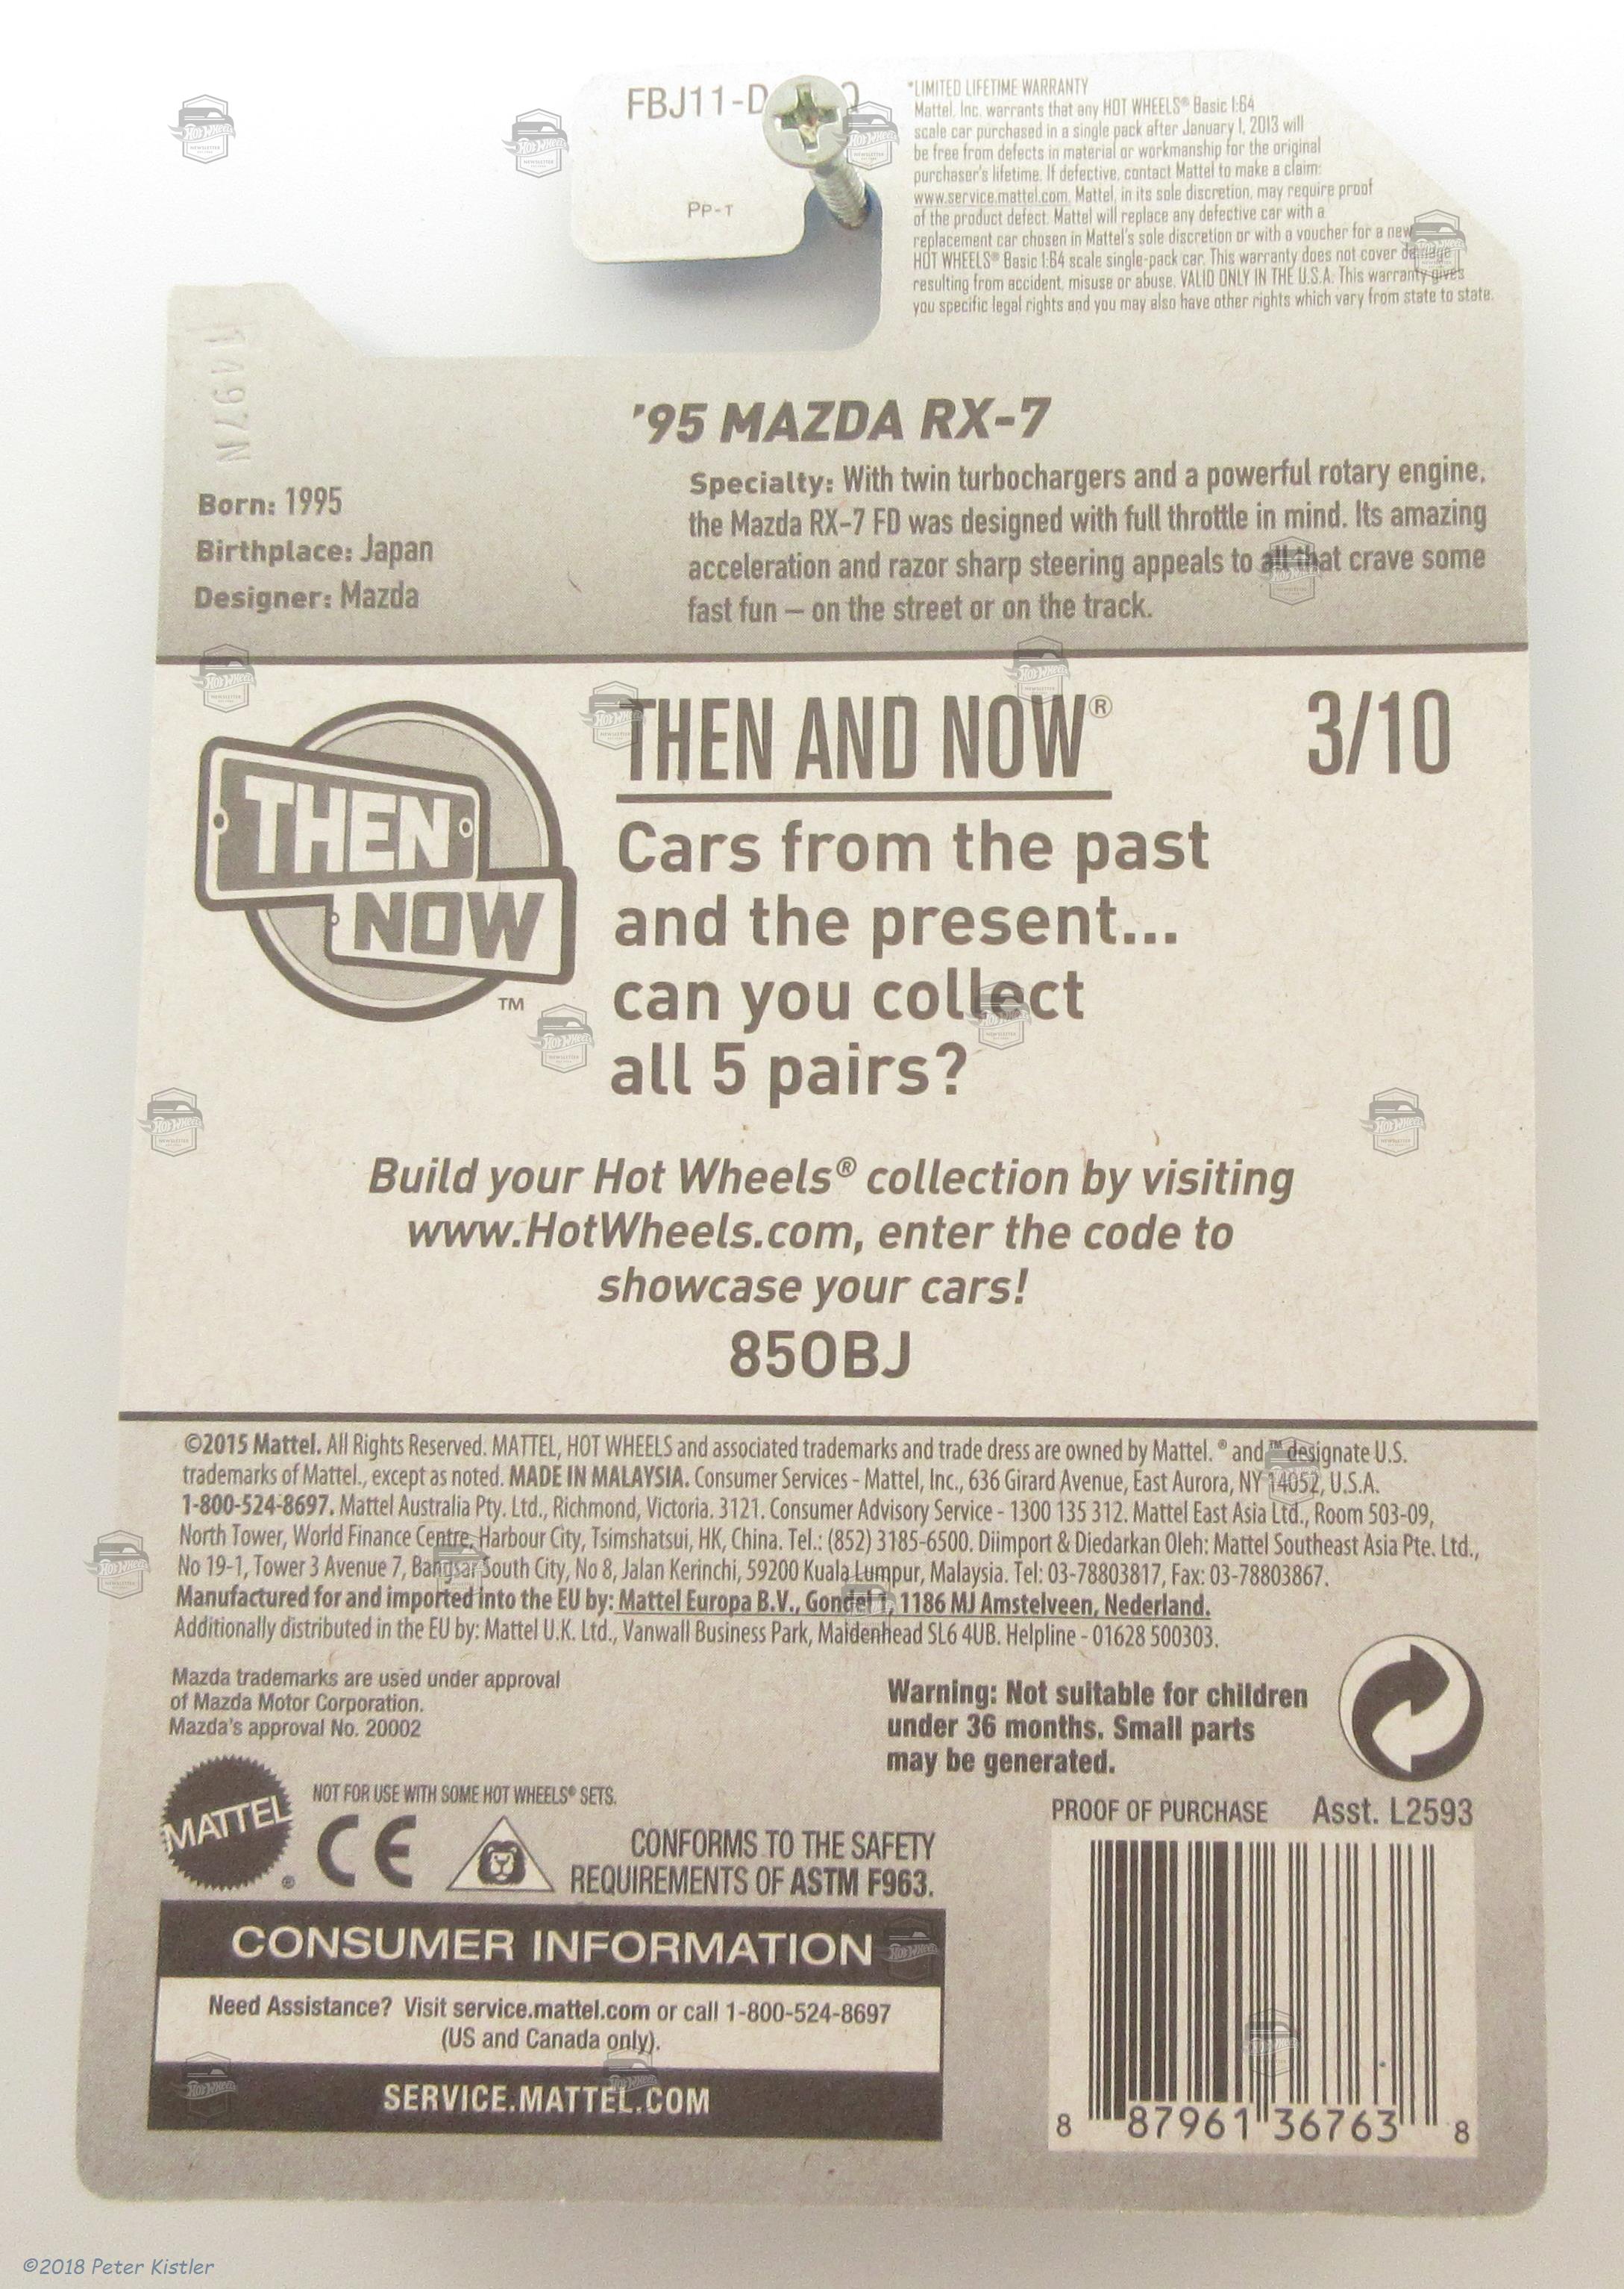 FBJ11-D
PP-T
*LIMITED LIFETIME WARRANTY
Mattel, Inc. warrants that any HOT WHEELS® Basic 1:64
scale car purchased in a single pack after January 1, 2013 will
be free from defects in material or workmanship for the original
purchaser's lifetime. If defective, contact Mattel to make a claim:
www.service.mattel.com. Mattel, in its sole discretion, may require proof
of the product defect. Mattel will replace any defective car with a
replacement car chosen in Mattel's sole discretion or with a voucher for a new
HOT WHEELS® Basic 1:64 scale single-pack car. This warranty does not cover damage
resulting from accident, misuse or abuse. VALID ONLY IN THE U.S.A. This warranty gives
you specific legal rights and you may also have other rights which vary from state to state.
'95 MAZDA RX-7
Born: 1995
Birthplace: Japan
Designer: Mazda
Specialty: With twin turbochargers and a powerful rotary engine,
the Mazda RX-7 FD was designed with full throttle in mind. Its amazing
acceleration and razor sharp steering appeals to all that crave some
fast fun – on the street or on the track.
THEN
NOW
™
THEN AND NOW®
3/10
Cars from the past
and the present...
can you collect
all 5 pairs?
Build your Hot Wheels® collection by visiting
www.HotWheels.com, enter the code to
showcase your cars!
850BJ
©2015 Mattel. All Rights Reserved. MATTEL, HOT WHEELS and associated trademarks and trade dress are owned by Mattel. ® and ™ designate U.S.
trademarks of Mattel., except as noted. MADE IN MALAYSIA. Consumer Services - Mattel, Inc., 636 Girard Avenue, East Aurora, NY 14052, U.S.A.
1-800-524-8697. Mattel Australia Pty. Ltd., Richmond, Victoria. 3121. Consumer Advisory Service - 1300 135 312. Mattel East Asia Ltd., Room 503-09,
North Tower, World Finance Centre, Harbour City, Tsimshatsui, HK, China. Tel.: (852) 3185-6500. Diimport & Diedarkan Oleh: Mattel Southeast Asia Pte. Ltd.,
No 19-1, Tower 3 Avenue 7, Bangsar South City, No 8, Jalan Kerinchi, 59200 Kuala Lumpur, Malaysia. Tel: 03-78803817, Fax: 03-78803867.
Manufactured for and imported into the EU by: Mattel Europa B.V., Gondel 1, 1186 MJ Amstelveen, Nederland.
Additionally distributed in the EU by: Mattel U.K. Ltd., Vanwall Business Park, Maidenhead SL6 4UB. Helpline - 01628 500303.
Mazda trademarks are used under approval
of Mazda Motor Corporation.
Mazda's approval No. 20002
Warning: Not suitable for children
under 36 months. Small parts
may be generated.
MATTEL®
NOT FOR USE WITH SOME HOT WHEELS® SETS.
CE
CONFORMS TO THE SAFETY
REQUIREMENTS OF ASTM F963.
PROOF OF PURCHASE Asst. L2593
CONSUMER INFORMATION
Need Assistance? Visit service.mattel.com or call 1-800-524-8697
(US and Canada only).
SERVICE.MATTEL.COM
8 87961 36763 8
©2018 Peter Kistler